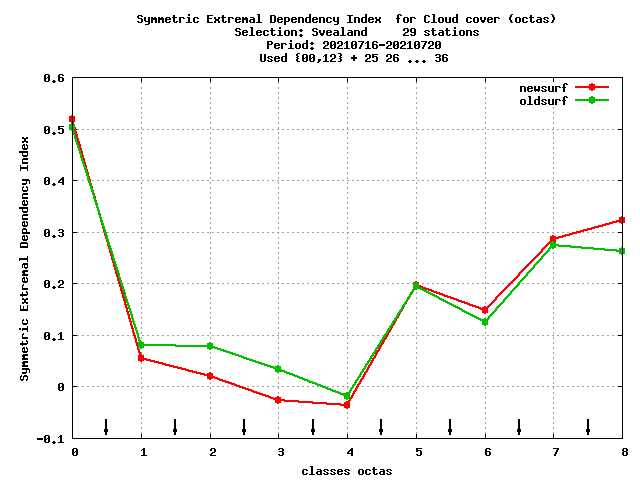 Symmetric Extremal Dependency Index  for Cloud cover (octas)
Selection: Svealand     29 stations
Period: 20210716-20210720
Used {00,12} + 25 26 ... 36
newsurf
oldsurf
Symmetric Extremal Dependency Index
0.6
0.5
0.4
0.3
0.2
0.1
0
-0.1
0 1 2 3 4 5 6 7 8
classes octas